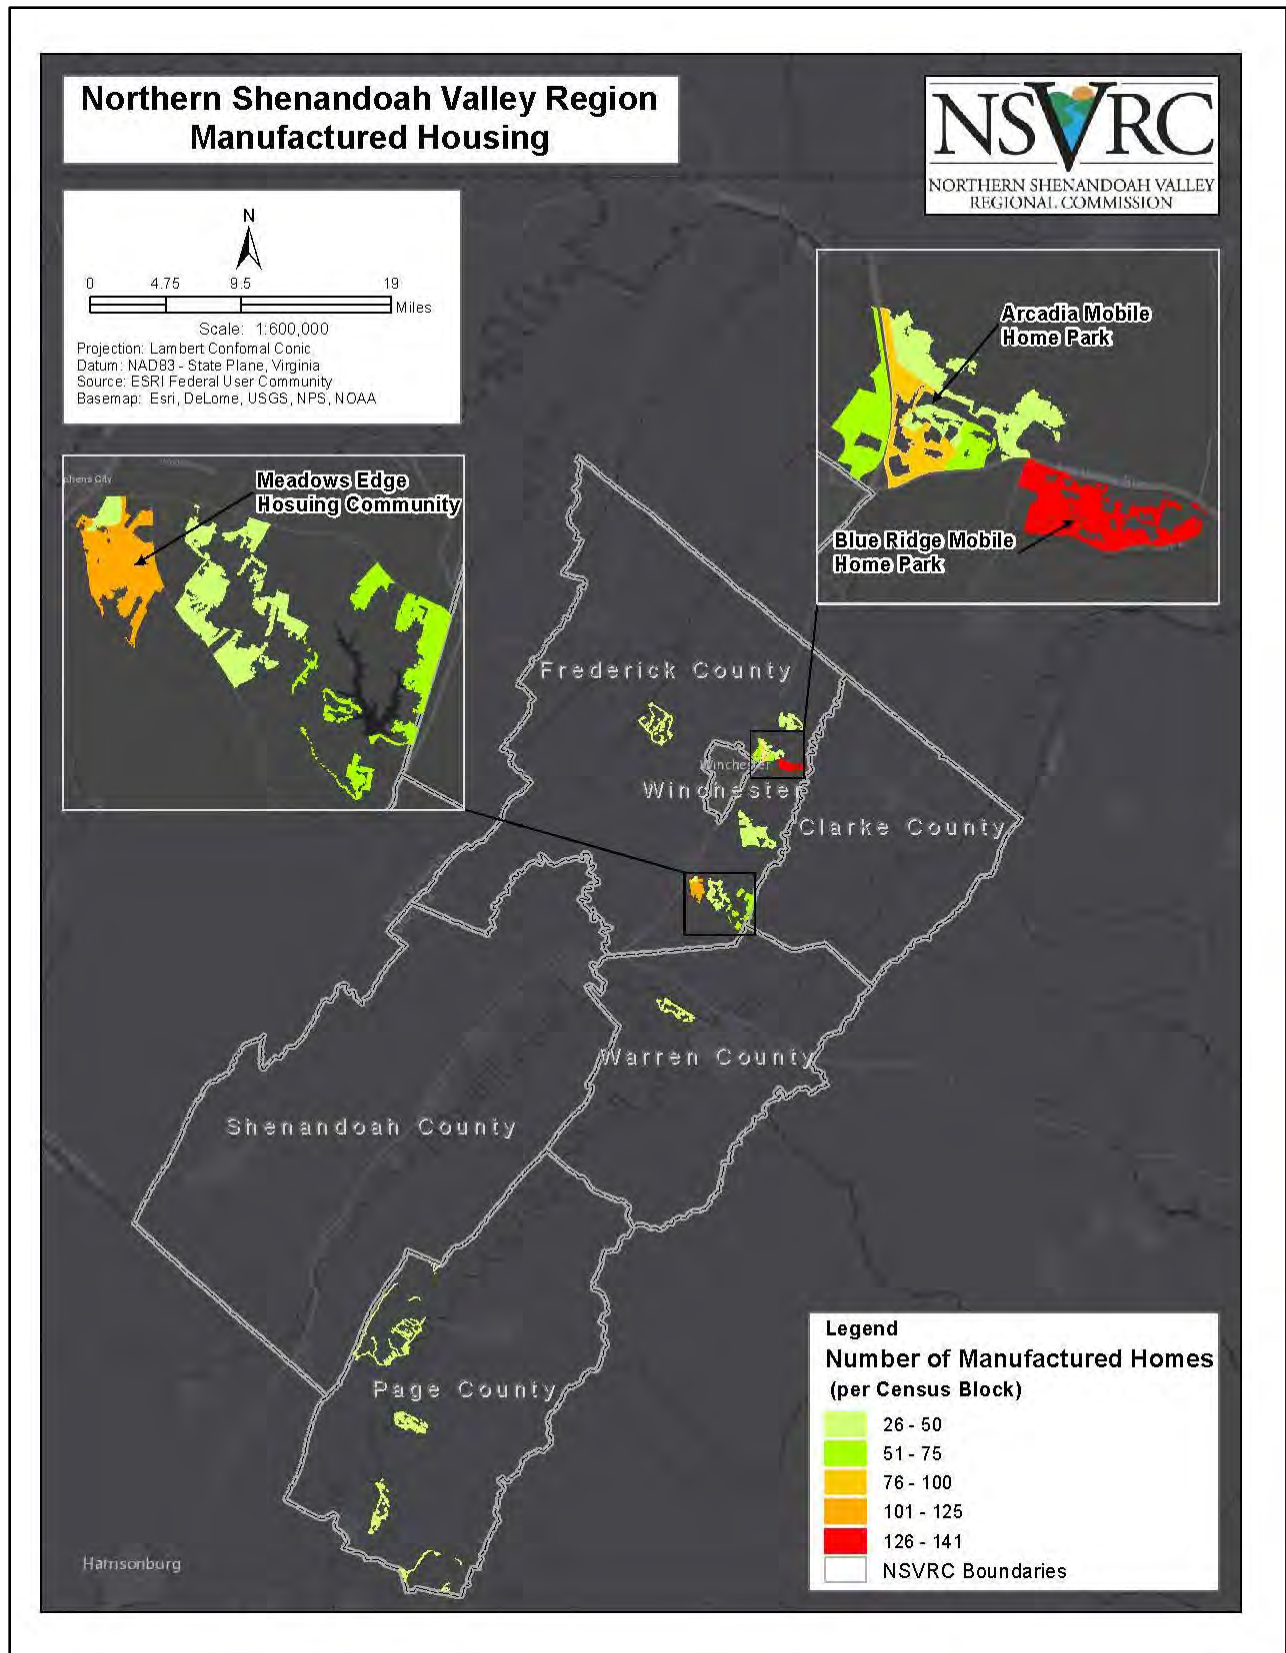 Northern Shenandoah Valley Region
Manufactured Housing
NSVRC
NORTHERN SHENANDOAH VALLEY
REGIONAL COMMISSION
N
0 4.75 9.5 19
Miles
Scale: 1:600,000
Projection: Lambert Confomal Conic
Datum: NAD83 - State Plane, Virginia
Source: ESRI Federal User Community
Basemap: Esri, DeLorme, USGS, NPS, NOAA
Arcadia Mobile
Home Park
Blue Ridge Mobile
Home Park
phens City
Meadows Edge
Hosuing Community
Frederick County
Winchester
Winchester
Clarke County
Warren County
Shenandoah County
Page County
Harrisonburg
Legend
Number of Manufactured Homes
(per Census Block)
26 - 50
51 - 75
76 - 100
101 - 125
126 - 141
NSVRC Boundaries